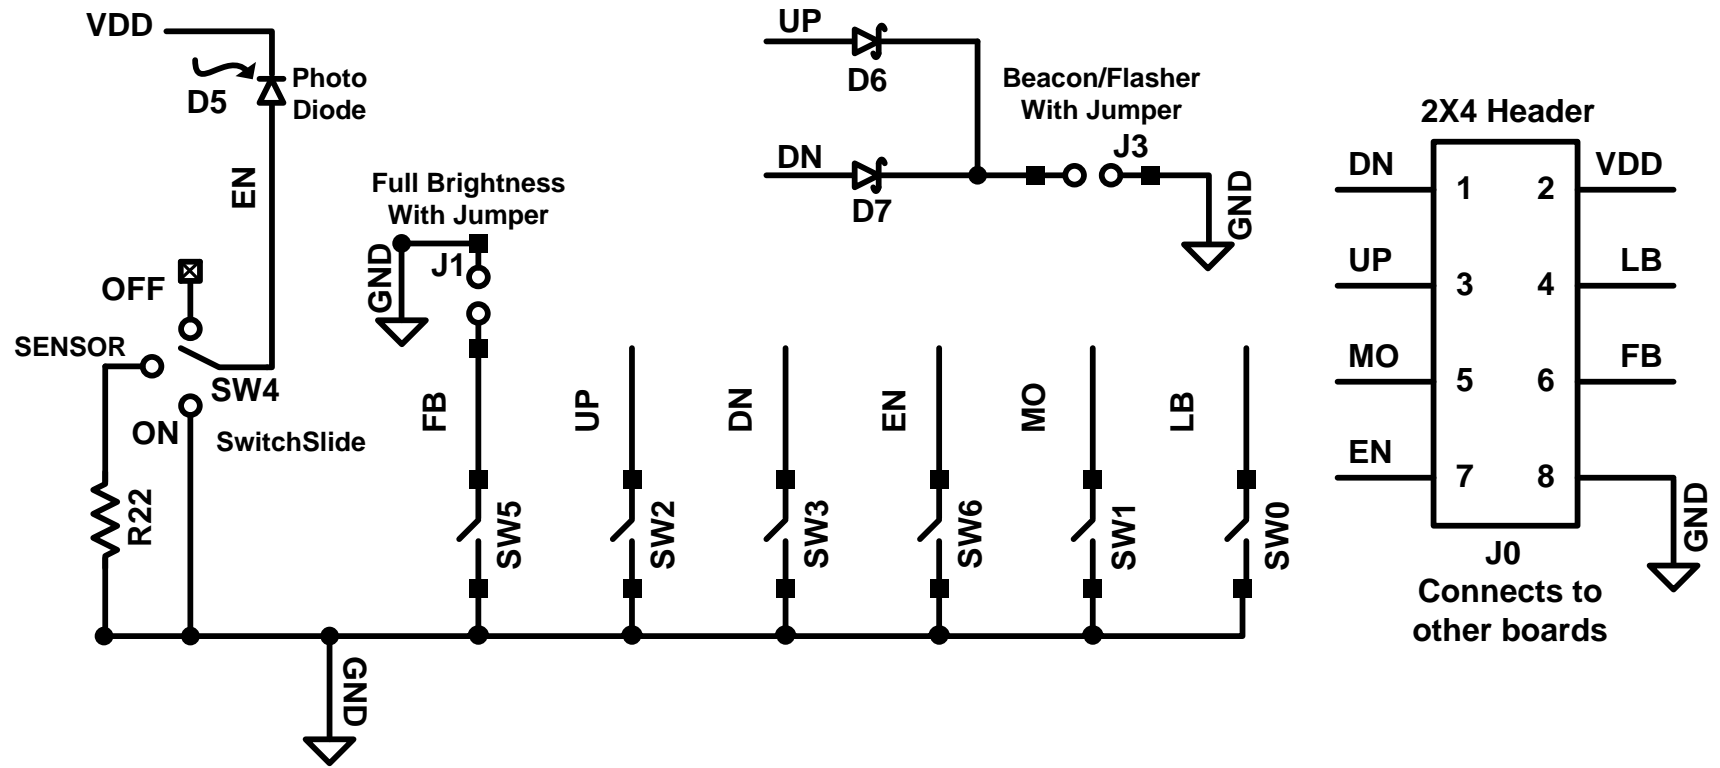 VDD
D5
Photo
Diode
EN
OFF
SENSOR
SW4
ON
SwitchSlide
R22
GND
Full Brightness
With Jumper
J1
GND
FB
SW5
UP
SW2
DN
SW3
EN
SW6
MO
SW1
LB
SW0
UP
D6
DN
D7
Beacon/Flasher
With Jumper
J3
GND
2X4 Header
DN 1 2 VDD
UP 3 4 LB
MO 5 6 FB
EN 7 8
GND
J0
Connects to
other boards